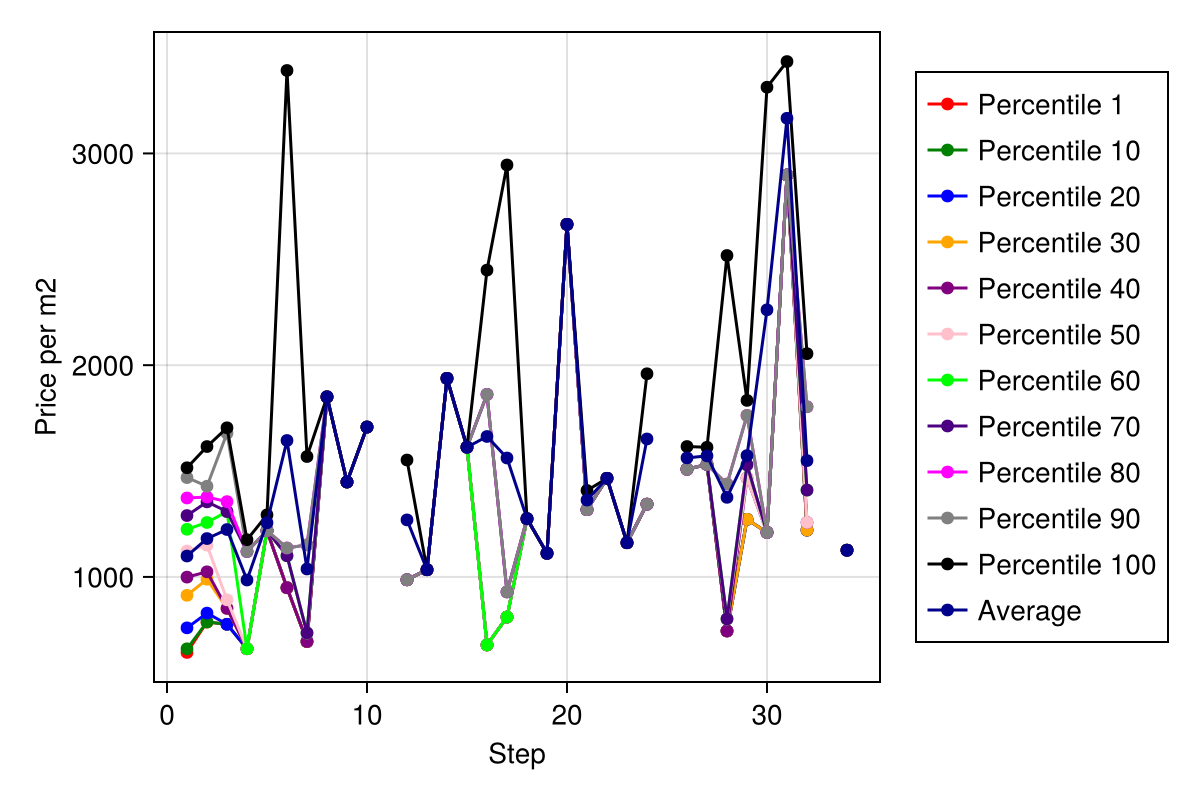 3000
2000
1000
Price per m2
0 10 20 30
Step
Percentile 1
Percentile 10
Percentile 20
Percentile 30
Percentile 40
Percentile 50
Percentile 60
Percentile 70
Percentile 80
Percentile 90
Percentile 100
Average